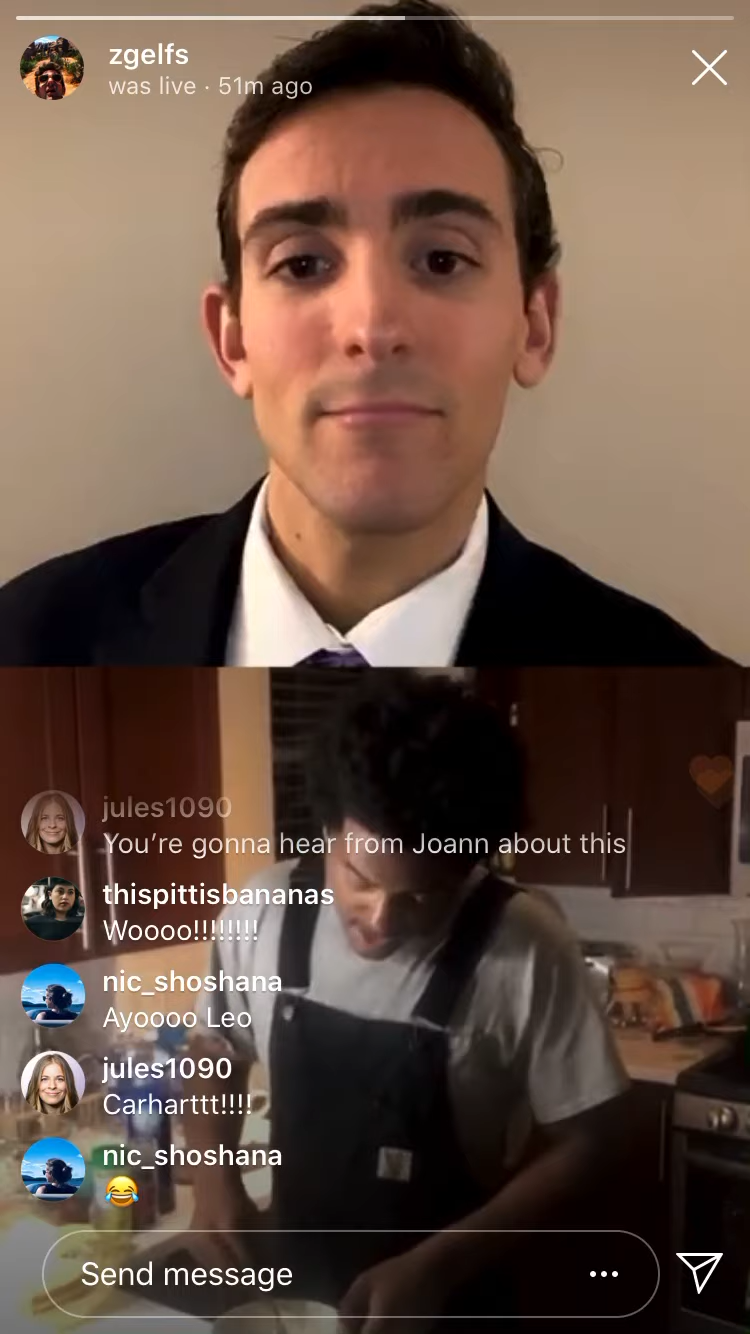 zgelfs
was live · 51m ago
jules1090
You’re gonna hear from Joann about this
thispittisbananas
Woooo!!!!!!!!
nic_shoshana
Ayoooo Leo
jules1090
Carharttt!!!!
nic_shoshana
😂
Send message